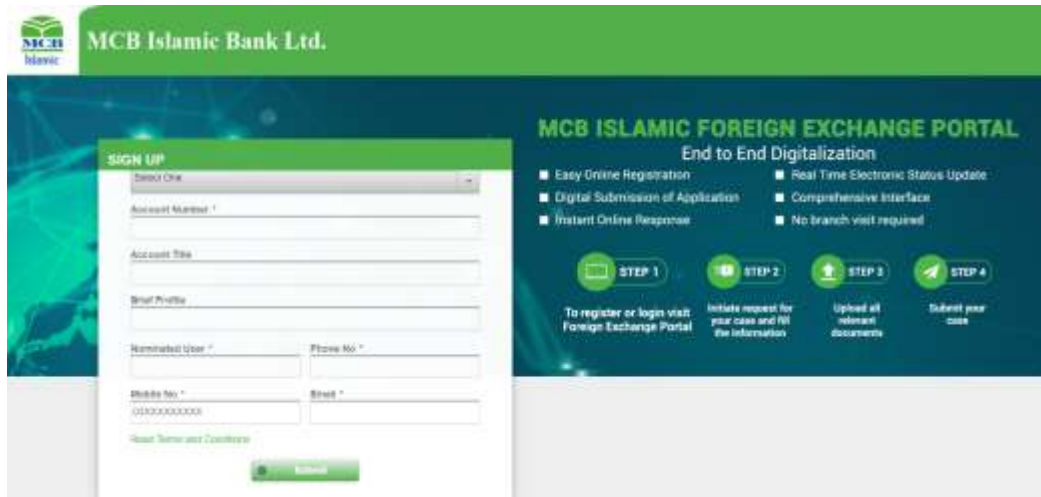 MCB
Islamic
MCB Islamic Bank Ltd.
SIGN UP
Select One
Account Number *
Account Title
Brief Profile
Nominated User *
Phone No *
Mobile No. *
Email *
Read Terms and Conditions
Submit
MCB ISLAMIC FOREIGN EXCHANGE PORTAL
End to End Digitalization
Easy Online Registration
Real Time Electronic Status Update
Digital Submission of Application
Comprehensive Interface
Instant Online Response
No branch visit required
STEP 1
STEP 2
STEP 3
STEP 4
To register or login visit
Foreign Exchange Portal
Initiate request for
your case and fill
the information
Upload all
relevant
documents
Submit your
case